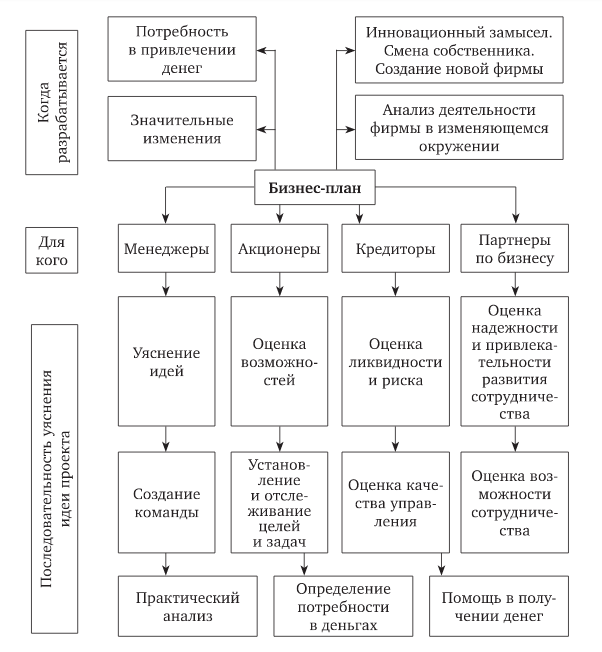 Когда
разрабатывается
Потребность
в привлечении
денег
Инновационный замысел.
Смена собственника.
Создание новой фирмы
Значительные
изменения
Анализ деятельности
фирмы в изменяющемся
окружении
Бизнес-план
Для
кого
Менеджеры
Акционеры
Кредиторы
Партнеры
по бизнесу
Последовательность уяснения
идеи проекта
Уяснение
идей
Оценка
возможно-
стей
Оценка
ликвидности
и риска
Оценка
надежности
и привлека-
тельности
развития
сотрудниче-
ства
Создание
команды
Установ-
ление
и отсле-
живание
целей
и задач
Оценка каче-
ства управ-
ления
Оценка воз-
можности
сотрудниче-
ства
Практический
анализ
Определение
потребности
в деньгах
Помощь в полу-
чении денег